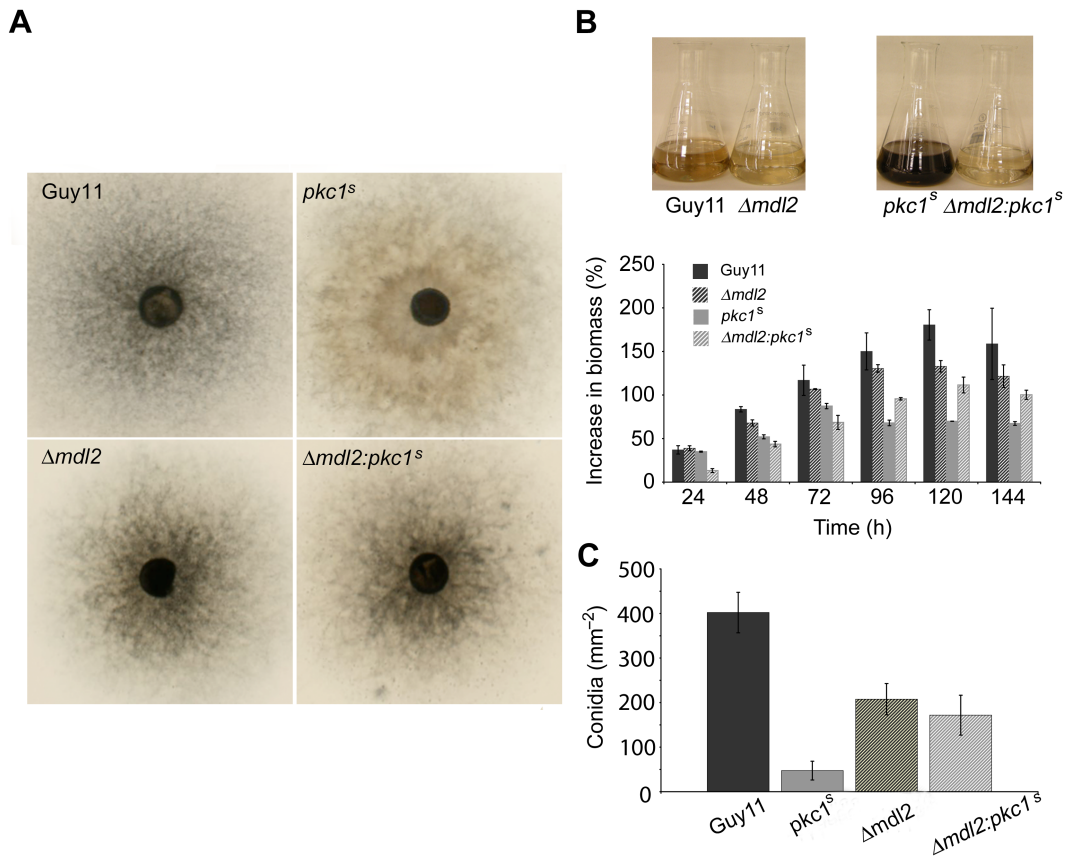 A
Guy11
pkc1ˢ
Δmdl2
Δmdl2:pkc1ˢ
B
Guy11 Δmdl2
pkc1ˢ Δmdl2:pkc1ˢ
Increase in biomass (%)
250
200
150
100
50
0
Guy11
Δmdl2
pkc1ˢ
Δmdl2:pkc1ˢ
24 48 72 96 120 144
Time (h)
C
Conidia (mm⁻²)
500
400
300
200
100
0
Guy11 pkc1ˢ Δmdl2 Δmdl2:pkc1ˢ